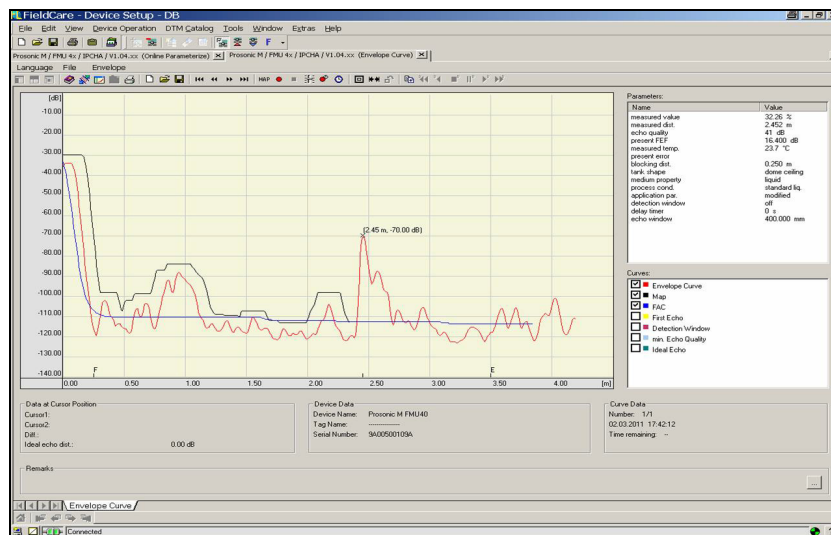 FieldCare - Device Setup - DB
File Edit View Device Operation DTM Catalog Tools Window Extras Help
Prosonic M / FMU 4x / IPCHA / V1.04.xx (Online Parameterize) Prosonic M / FMU 4x / IPCHA / V1.04.xx (Envelope Curve)
Language File Envelope
MAP
[dB]
-10.00
-20.00
-30.00
-40.00
-50.00
-60.00
-70.00
-80.00
-90.00
-100.00
-110.00
-120.00
-130.00
-140.00
(2.45 m, -70.00 dB)
F E
0.00 0.50 1.00 1.50 2.00 2.50 3.00 3.50 4.00 [m]
Parameters:
Name Value
measured value 32.26 %
measured dist. 2.452 m
echo quality 41 dB
present FEF 16.400 dB
measured temp. 23.7 °C
present error
blocking dist. 0.250 m
tank shape dome ceiling
medium property liquid
process cond. standard liq.
application par. modified
detection window off
delay timer 0 s
echo window 400.000 mm
Curves:
Envelope Curve
Map
FAC
First Echo
Detection Window
min. Echo Quality
Ideal Echo
Data at Cursor Position
Cursor1:
Cursor2:
Diff.:
Ideal echo dist.: 0.00 dB
Device Data
Device Name: Prosonic M FMU40
Tag Name: --------------
Serial Number: 9A00500109A
Curve Data
Number: 1/1
02.03.2011 17:42:12
Time remaining: --
Remarks
...
Envelope Curve
Connected